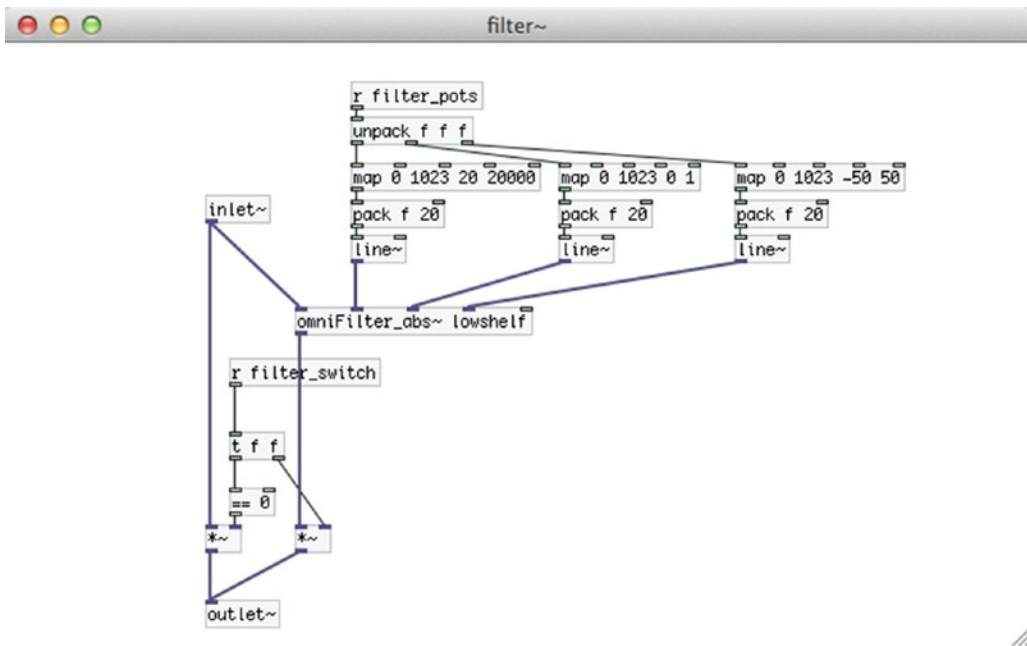 filter~
r filter_pots
unpack f f f
map 0 1023 20 20000
map 0 1023 0 1
map 0 1023 -50 50
pack f 20
pack f 20
pack f 20
inlet~
line~
line~
line~
omniFilter_abs~ lowshelf
r filter_switch
t f f
== 0
*~
*~
outlet~